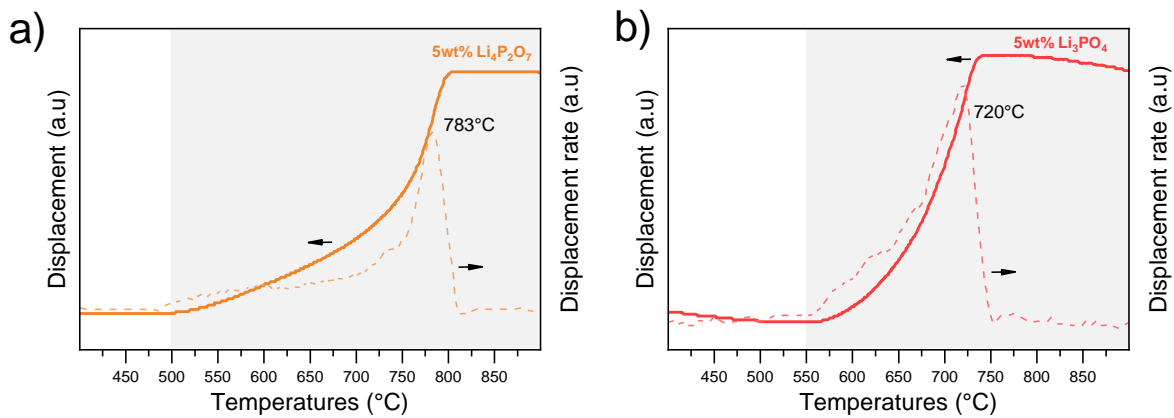 a)
5wt% Li₄P₂O₇
783°C
Displacement (a.u)
Displacement rate (a.u)
450 500 550 600 650 700 750 800 850
Temperatures (°C)
b)
5wt% Li₃PO₄
720°C
Displacement (a.u)
Displacement rate (a.u)
450 500 550 600 650 700 750 800 850
Temperatures (°C)